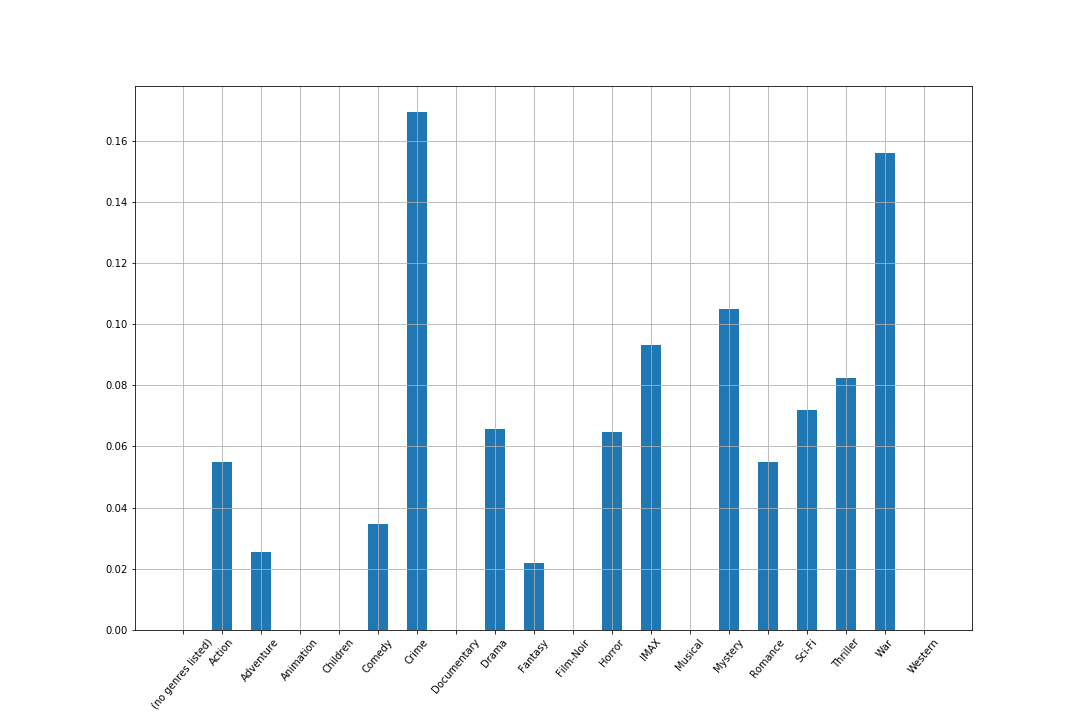 0.16
0.14
0.12
0.10
0.08
0.06
0.04
0.02
0.00
(no genres listed)
Action
Adventure
Animation
Children
Comedy
Crime
Documentary
Drama
Fantasy
Film-Noir
Horror
IMAX
Musical
Mystery
Romance
Sci-Fi
Thriller
War
Western